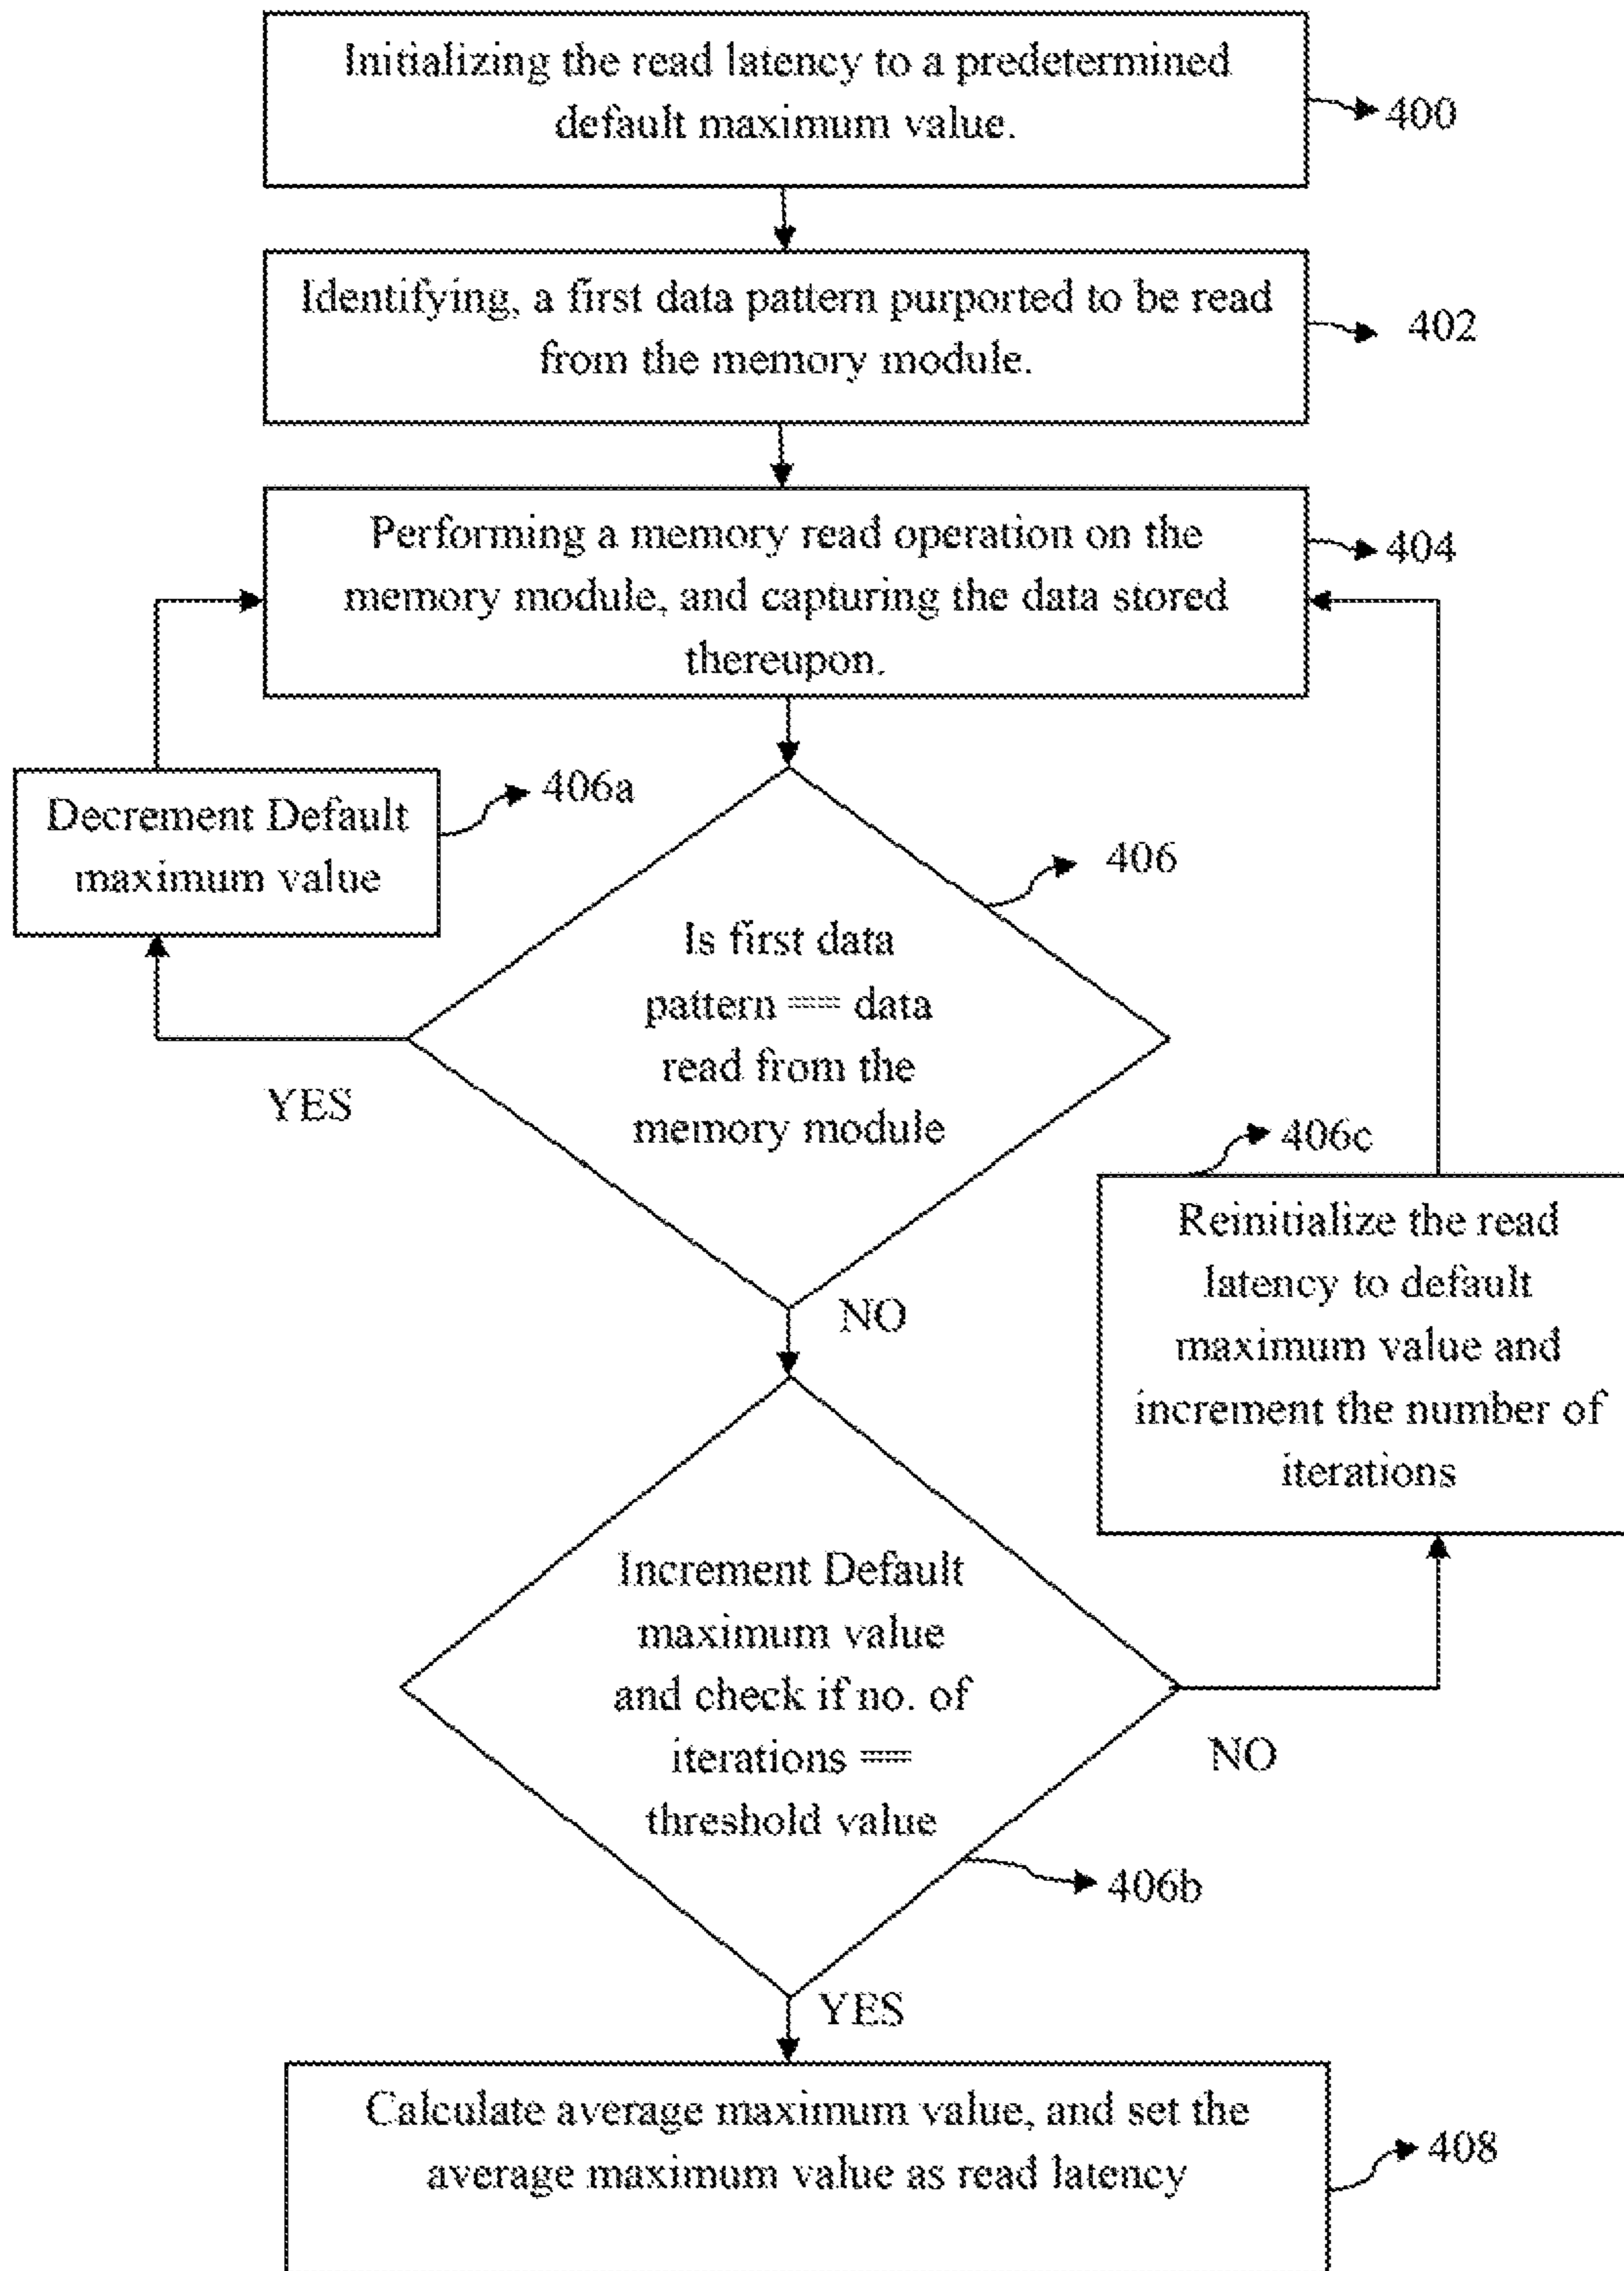 Initializing the read latency to a predetermined
default maximum value.
400
Identifying, a first data pattern purported to be read
from the memory module.
402
Performing a memory read operation on the
memory module, and capturing the data stored
thereupon.
404
Decrement Default
maximum value
406a
406
Is first data
pattern == data
read from the
memory module
YES
NO
406c
Reinitialize the read
latency to default
maximum value and
increment the number of
iterations
Increment Default
maximum value
and check if no. of
iterations ==
threshold value
NO
406b
YES
Calculate average maximum value, and set the
average maximum value as read latency
408